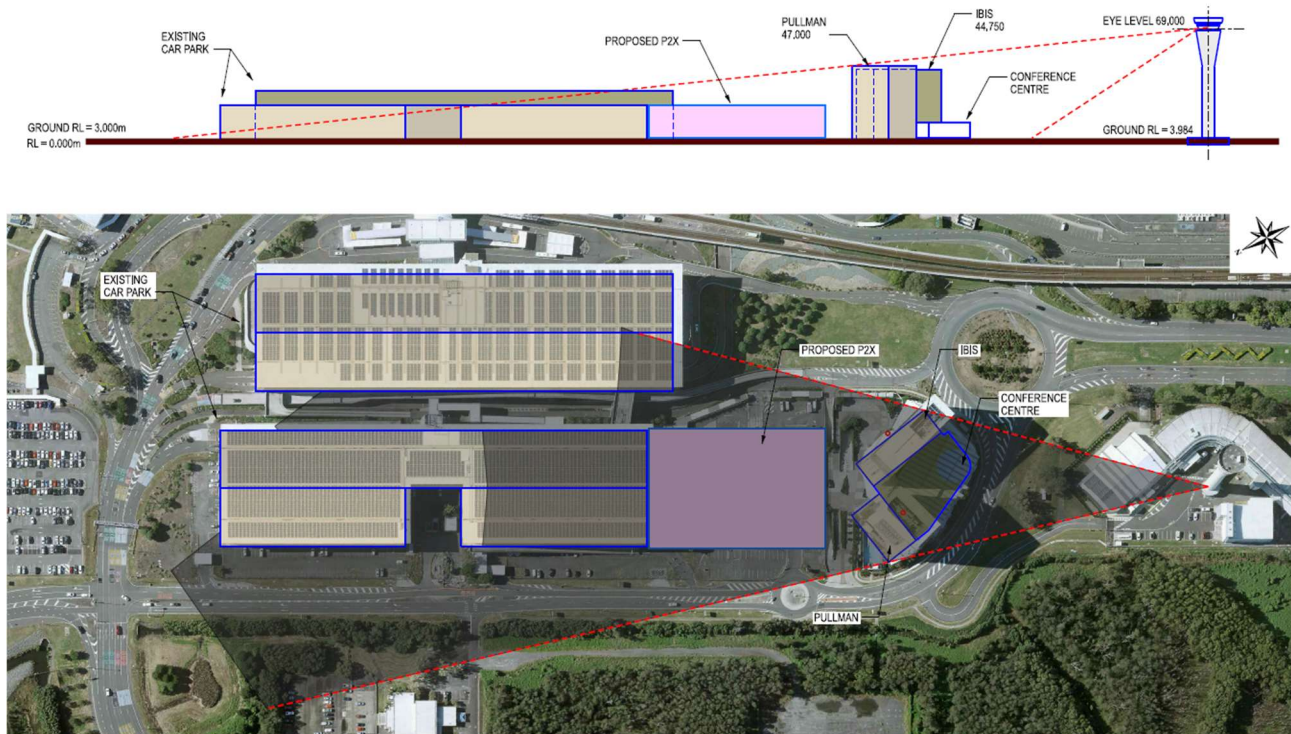 EXISTING
CAR PARK
PROPOSED P2X
PULLMAN
47,000
IBIS
44,750
EYE LEVEL 69,000
CONFERENCE
CENTRE
GROUND RL = 3.000m
RL = 0.000m
GROUND RL = 3.984
EXISTING
CAR PARK
PROPOSED P2X
IBIS
CONFERENCE
CENTRE
PULLMAN